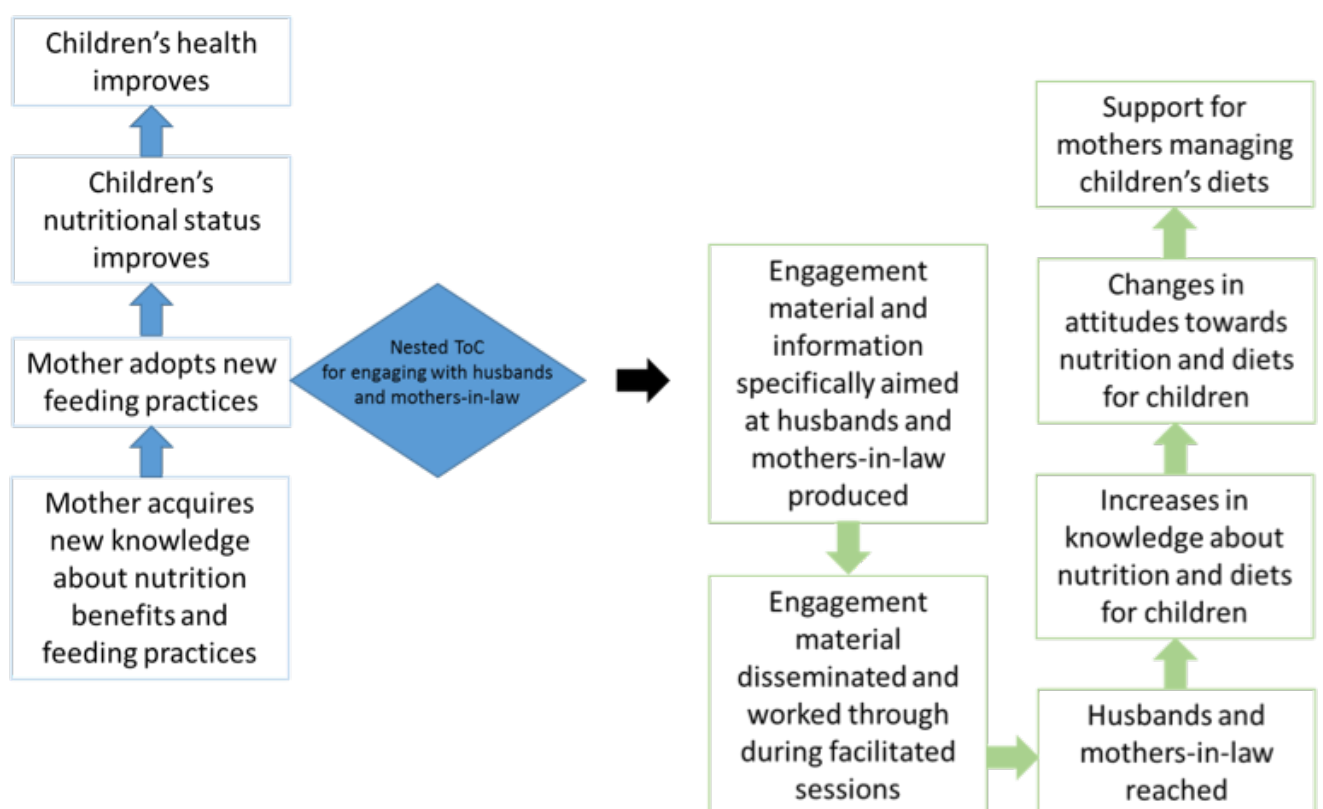 Children’s health
improves
Children’s
nutritional status
improves
Mother adopts new
feeding practices
Mother acquires
new knowledge
about nutrition
benefits and
feeding practices
Nested ToC
for engaging with husbands
and mothers-in-law
Engagement
material and
information
specifically aimed
at husbands and
mothers-in-law
produced
Engagement
material
disseminated and
worked through
during facilitated
sessions
Support for
mothers managing
children’s diets
Changes in
attitudes towards
nutrition and diets
for children
Increases in
knowledge about
nutrition and diets
for children
Husbands and
mothers-in-law
reached